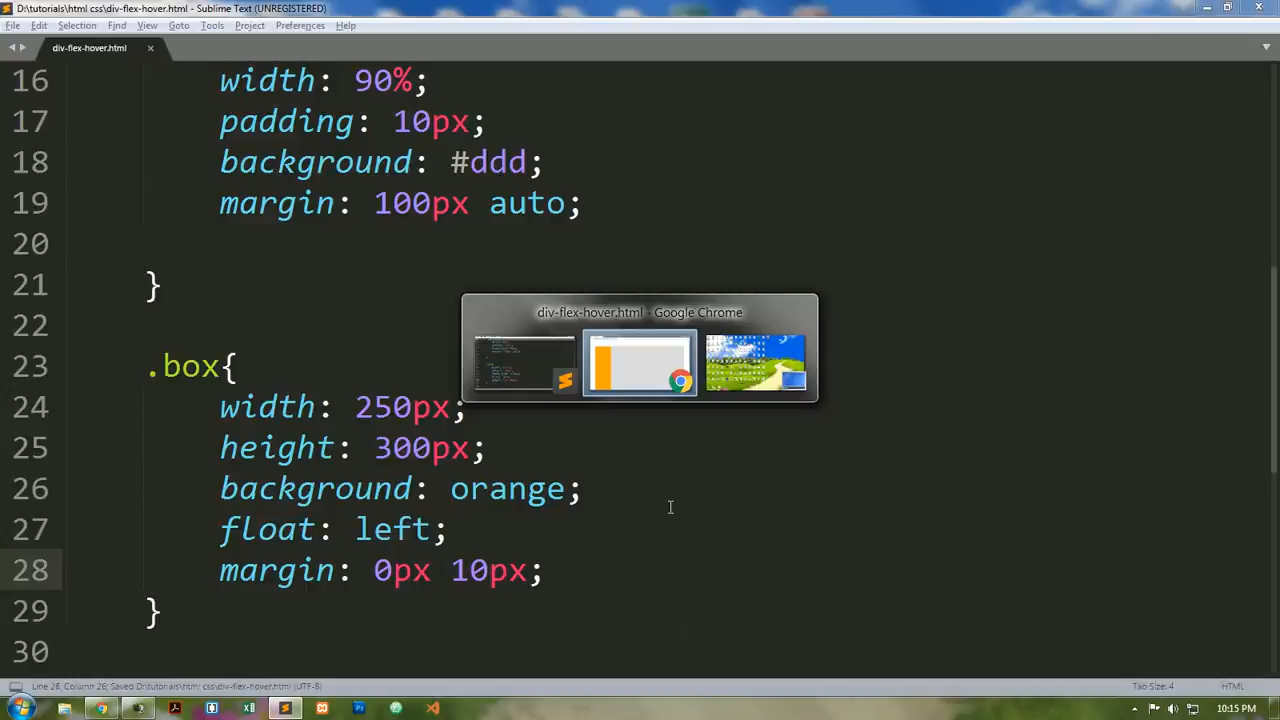 D:\tutorials\html css\div-flex-hover.html - Sublime Text (UNREGISTERED)
File Edit Selection Find View Goto Tools Project Preferences Help
div-flex-hover.html
16 width: 90%;
17 padding: 10px;
18 background: #ddd;
19 margin: 100px auto;
20
21 }
22
div-flex-hover.html - Google Chrome
23 .box{
24 width: 250px;
25 height: 300px;
26 background: orange;
27 float: left;
28 margin: 0px 10px;
29 }
30
Line 28, Column 26; Saved D:\tutorials\html css\div-flex-hover.html (UTF-8)
Tab Size: 4
HTML
10:15 PM